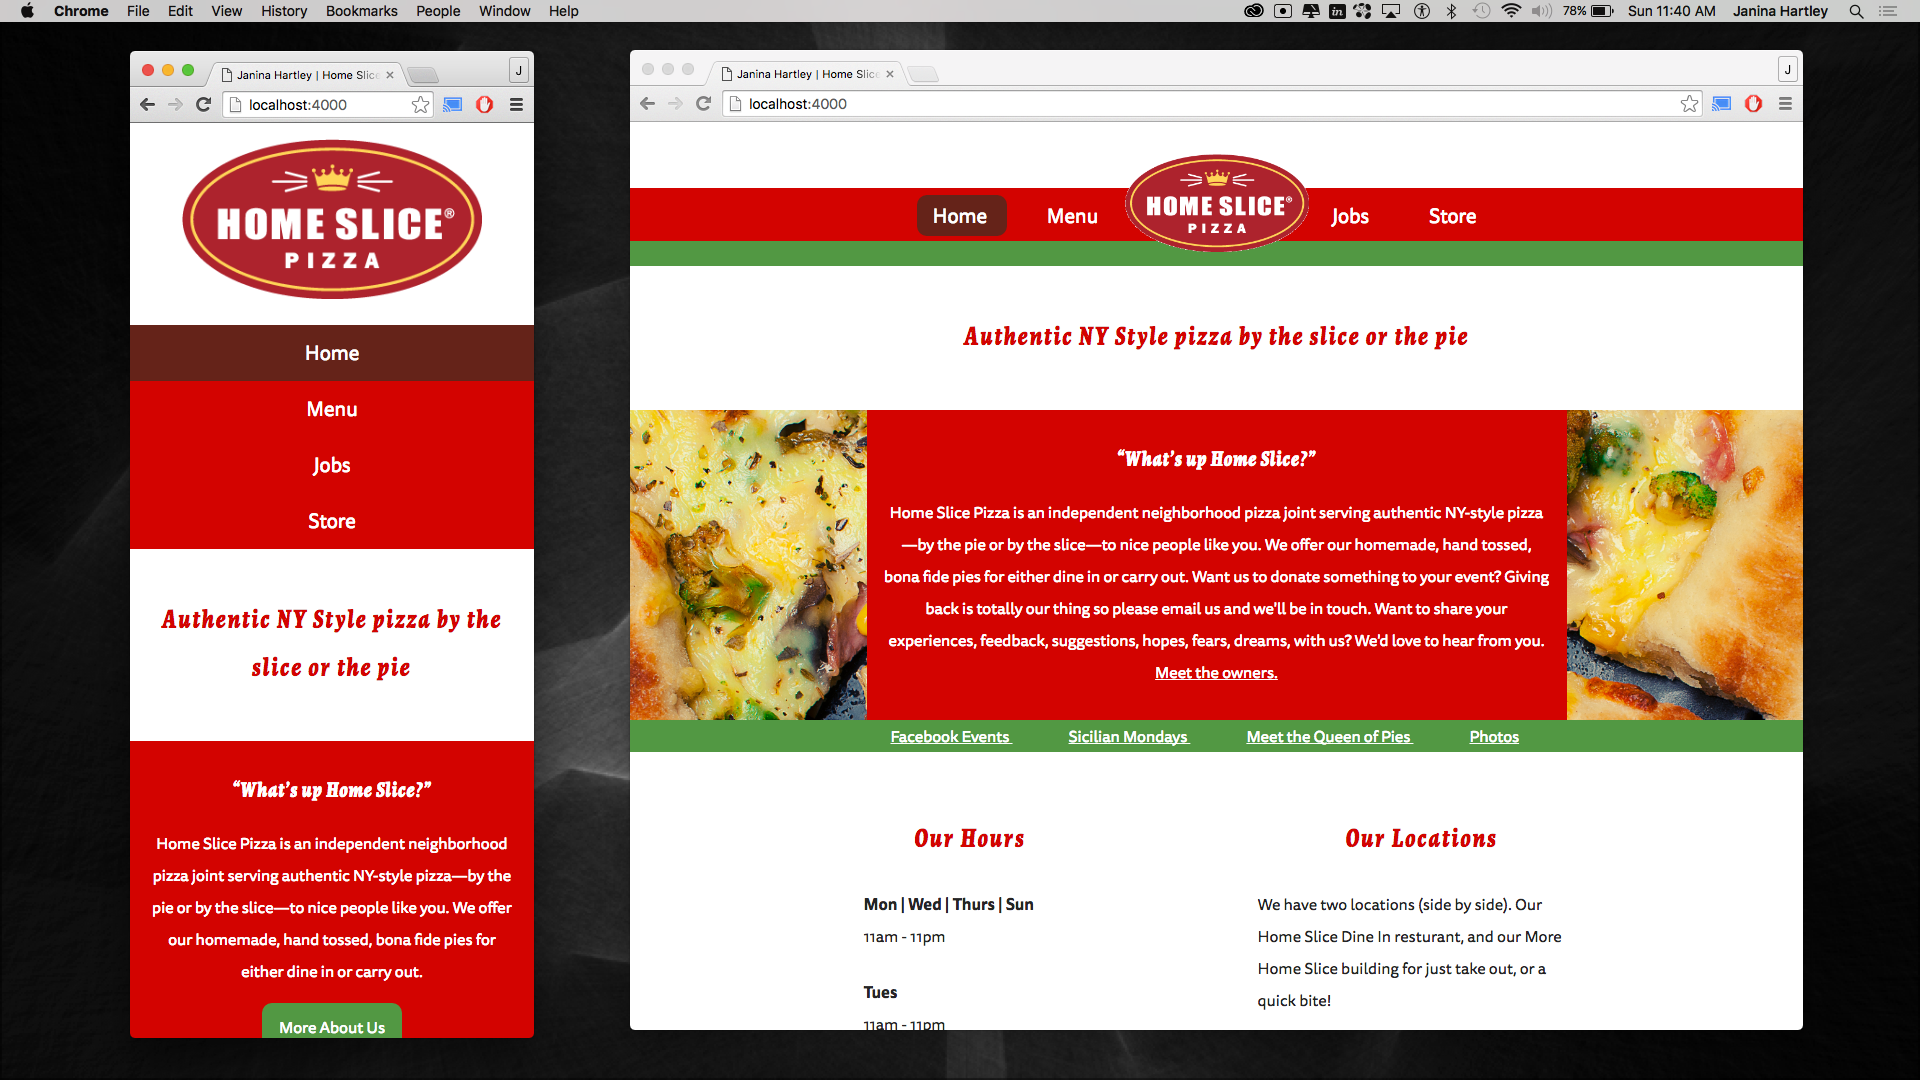 Chrome File Edit View History Bookmarks People Window Help
in
78% Sun 11:40 AM Janina Hartley
Janina Hartley | Home Slice
J
localhost:4000
HOME SLICE®
PIZZA
Home
Menu
Jobs
Store
Authentic NY Style pizza by the
slice or the pie
“What’s up Home Slice?”
Home Slice Pizza is an independent neighborhood
pizza joint serving authentic NY-style pizza—by the
pie or by the slice—to nice people like you. We offer
our homemade, hand tossed, bona fide pies for
either dine in or carry out.
More About Us
Janina Hartley | Home Slice
J
localhost:4000
Home Menu
HOME SLICE®
PIZZA
Jobs Store
Authentic NY Style pizza by the slice or the pie
“What’s up Home Slice?”
Home Slice Pizza is an independent neighborhood pizza joint serving authentic NY-style pizza
—by the pie or by the slice—to nice people like you. We offer our homemade, hand tossed,
bona fide pies for either dine in or carry out. Want us to donate something to your event? Giving
back is totally our thing so please email us and we'll be in touch. Want to share your
experiences, feedback, suggestions, hopes, fears, dreams, with us? We'd love to hear from you.
Meet the owners.
Facebook Events Sicilian Mondays Meet the Queen of Pies Photos
Our Hours
Mon | Wed | Thurs | Sun
11am - 11pm
Tues
11am - 11pm
Our Locations
We have two locations (side by side). Our
Home Slice Dine In resturant, and our More
Home Slice building for just take out, or a
quick bite!